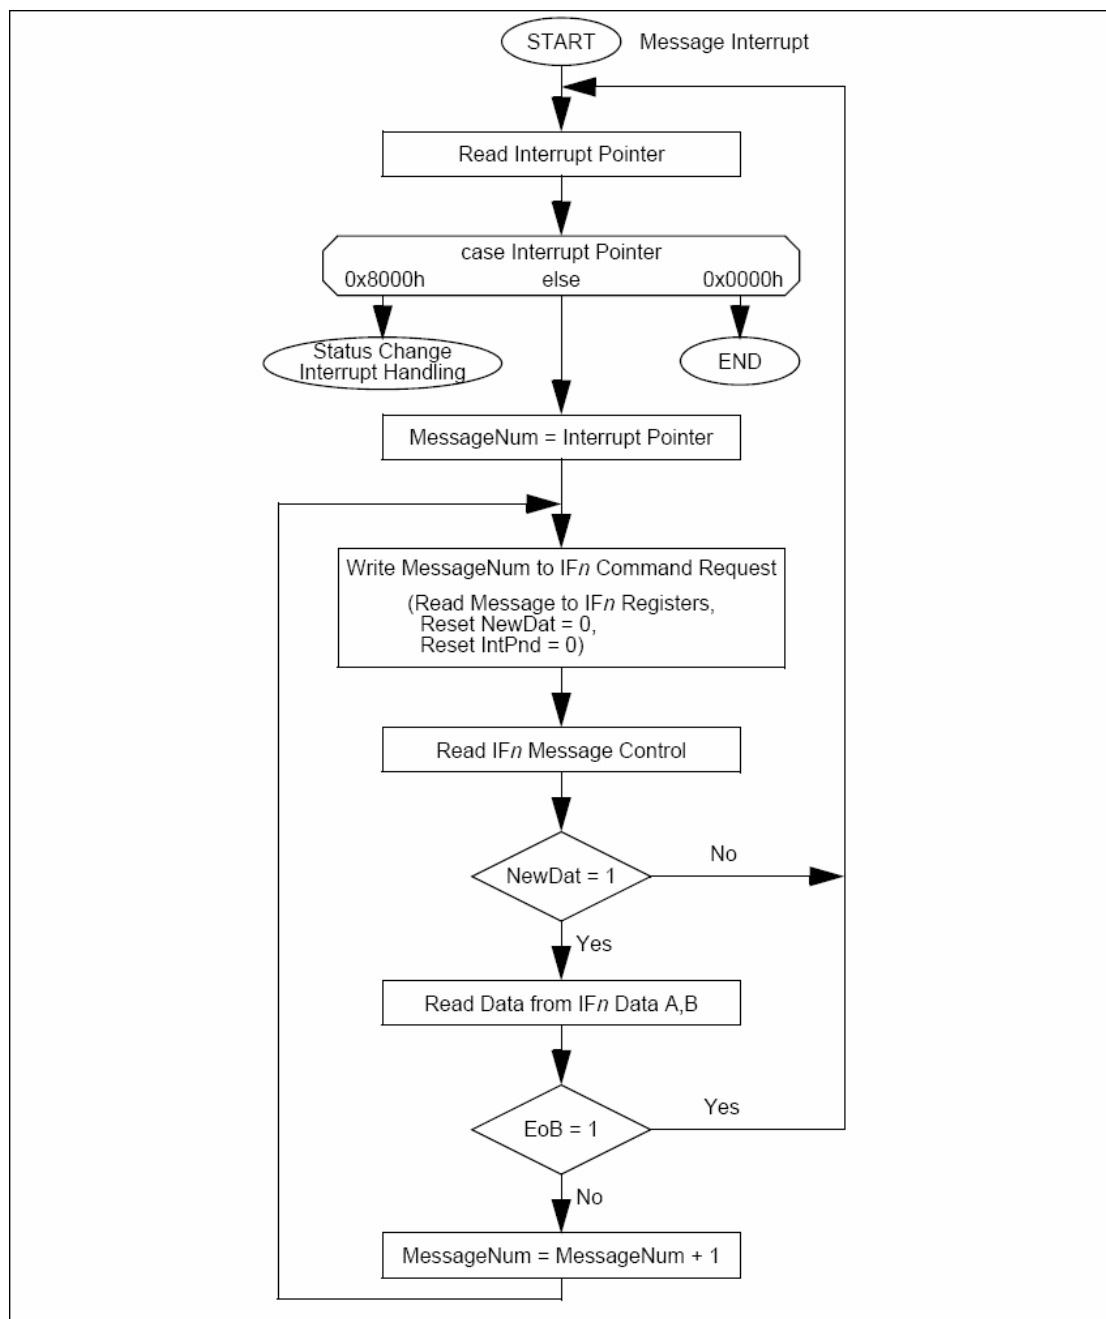 START Message Interrupt
Read Interrupt Pointer
case Interrupt Pointer
0x8000h else 0x0000h
Status Change
Interrupt Handling
END
MessageNum = Interrupt Pointer
Write MessageNum to IFn Command Request
(Read Message to IFn Registers,
Reset NewDat = 0,
Reset IntPnd = 0)
Read IFn Message Control
No
NewDat = 1
Yes
Read Data from IFn Data A,B
Yes
EoB = 1
No
MessageNum = MessageNum + 1